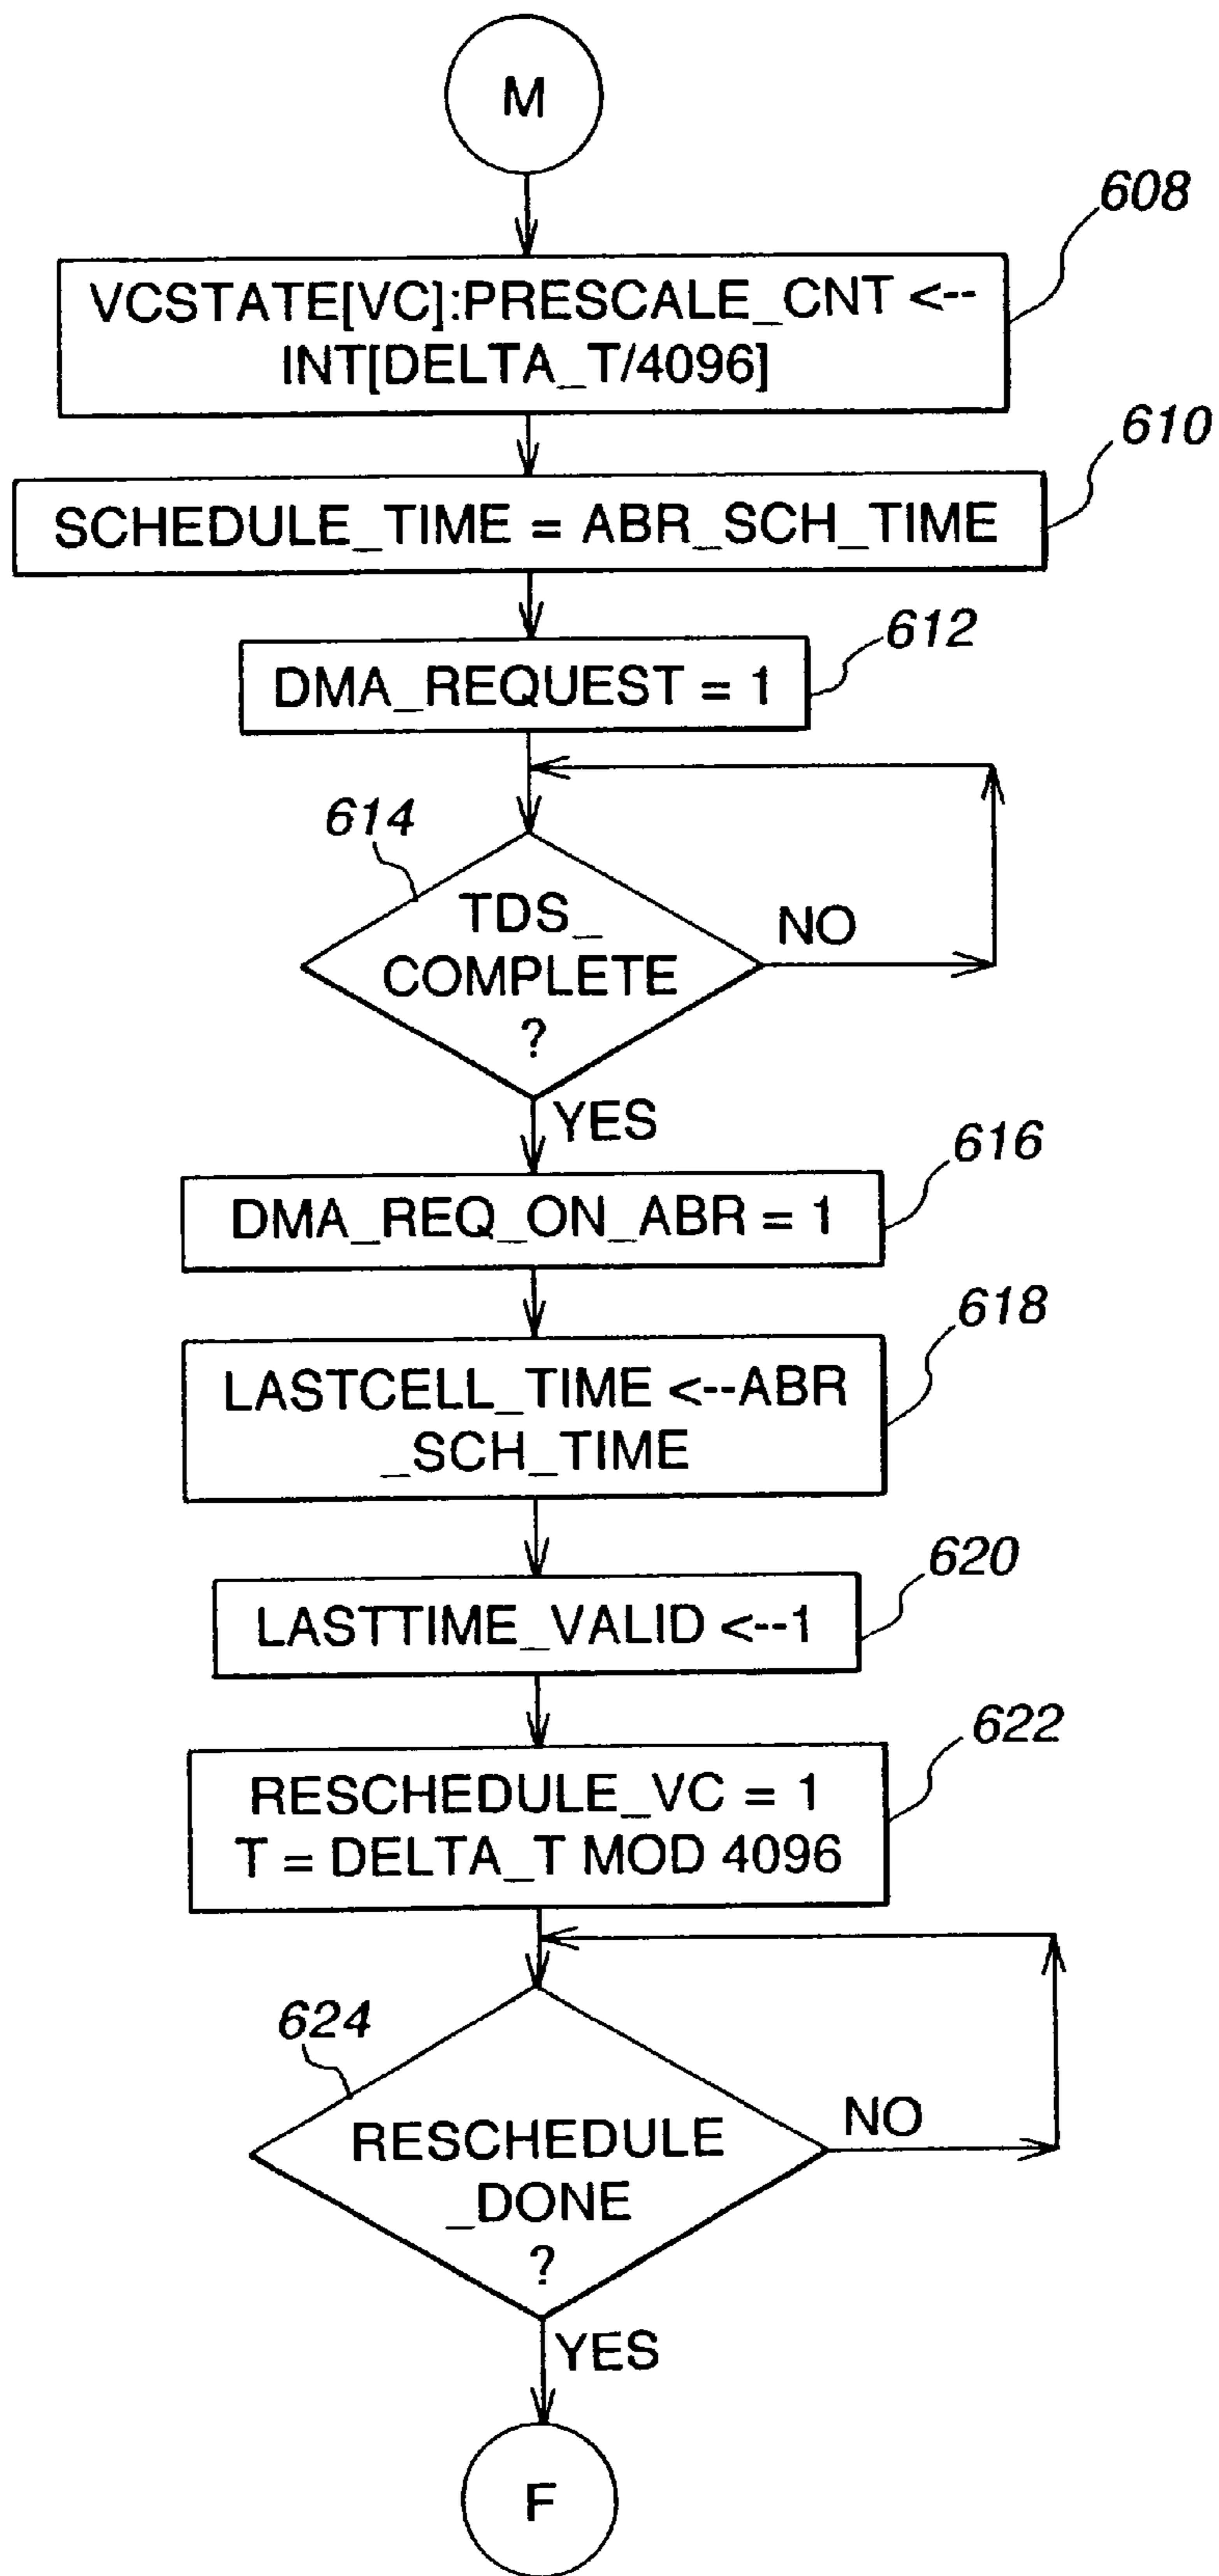 M
608
VCSTATE[VC]:PRESCALE_CNT <--
INT[DELTA_T/4096]
610
SCHEDULE_TIME = ABR_SCH_TIME
612
DMA_REQUEST = 1
614
TDS_
COMPLETE
?
NO
YES
616
DMA_REQ_ON_ABR = 1
618
LASTCELL_TIME <--ABR
_SCH_TIME
620
LASTTIME_VALID <--1
622
RESCHEDULE_VC = 1
T = DELTA_T MOD 4096
624
RESCHEDULE
_DONE
?
NO
YES
F